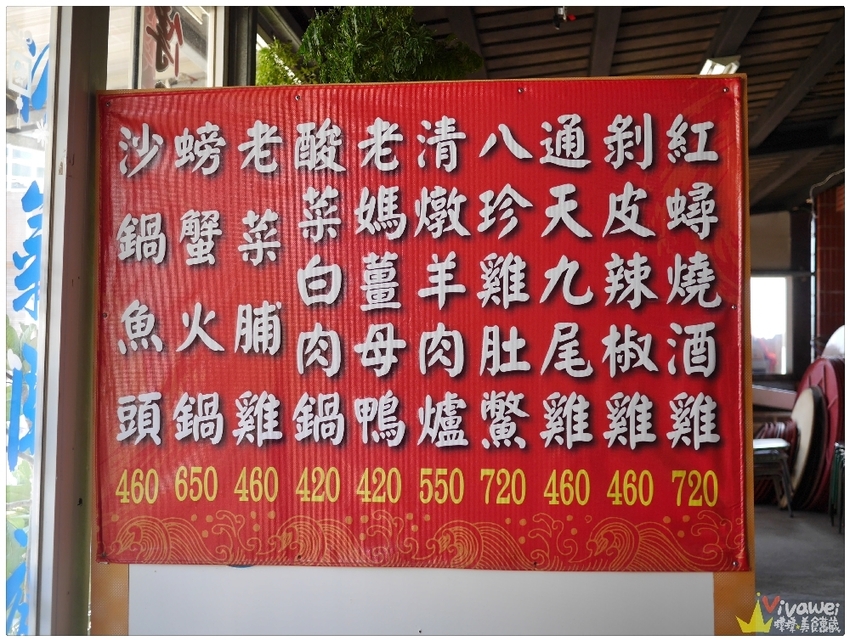 紅蟳燒酒雞 720
剝皮辣椒雞 460
通天九尾雞 460
八珍雞肚鱉 720
清燉羊肉爐 550
老媽薑母鴨 420
酸菜白肉鍋 420
老菜脯雞 460
螃蟹火鍋 650
沙鍋魚頭 460
Vivawei